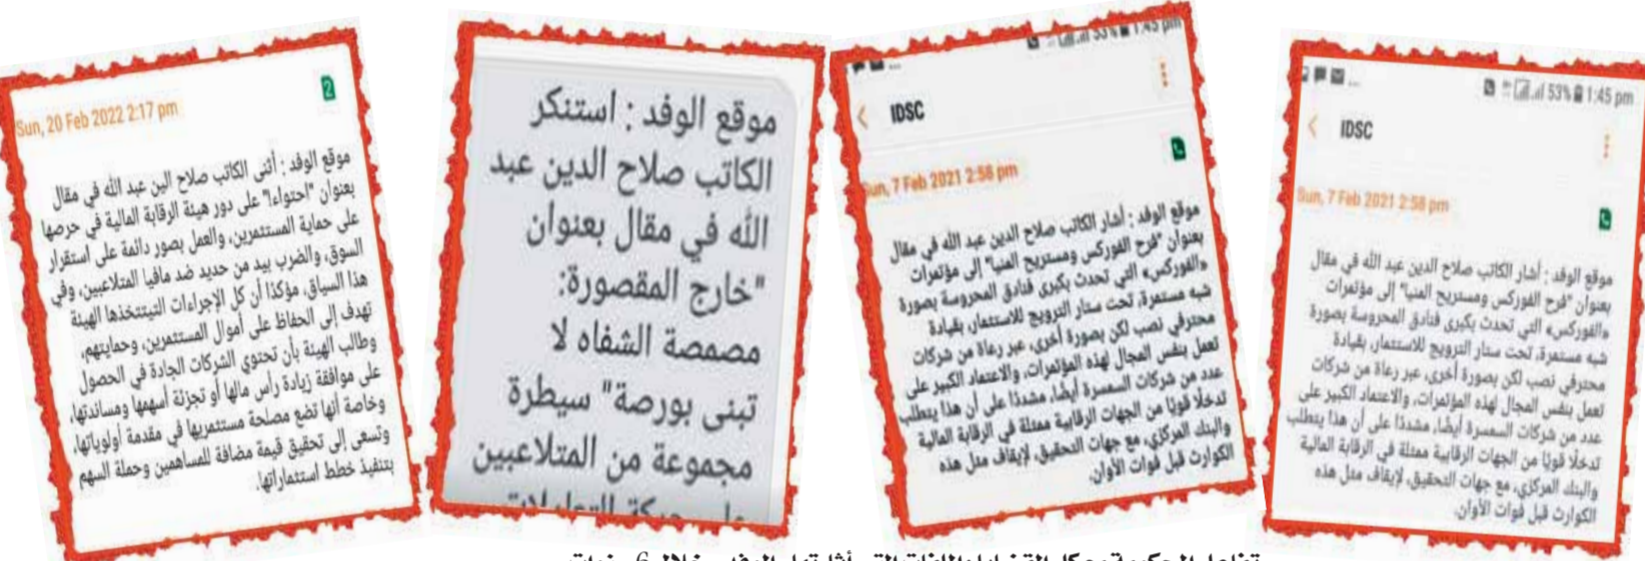 Sun, 20 Feb 2022 2:17 pm
2
موقع الوفد : أثنى الكاتب صلاح الين عبد الله في مقال
بعنوان "احتواء!" على دور هيئة الرقابة المالية في حرصها
على حماية المستثمرين، والعمل بصور دائمة على استقرار
السوق، والضرب بيد من حديد ضد مافيا المتلاعبين، وفي
هذا السياق، مؤكدًا أن كل الإجراءات التيتتخذها الهيئة
تهدف إلى الحفاظ على أموال المستثمرين، وحمايتهم،
وطالب الهيئة بأن تحتوي الشركات الجادة في الحصول
على موافقة زيادة رأس مالها أو تجزئة أسهمها ومساندتها،
وخاصة أنها تضع مصلحة مستثمريها في مقدمة أولوياتها،
وتسعى إلى تحقيق قيمة مضافة للمساهمين وحملة السهم
بتنفيذ خطط استثماراتها.
موقع الوفد : استنكر
الكاتب صلاح الدين عبد
الله في مقال بعنوان
"خارج المقصورة:
مصمصة الشفاه لا
تبنى بورصة" سيطرة
مجموعة من المتلاعبين
على حركة التعاملات
53% 1:45 pm
IDSC
Sun, 7 Feb 2021 2:58 pm
موقع الوفد : أشار الكاتب صلاح الدين عبد الله في مقال
بعنوان "فرح الفوركس ومستريح المنيا" إلى مؤتمرات
«الفوركس» التي تحدث بكبرى فنادق المحروسة بصورة
شبه مستمرة، تحت ستار الترويج للاستثمار، بقيادة
محترفي نصب لكن بصورة أخرى، عبر رعاة من شركات
تعمل بنفس المجال لهذه المؤتمرات، والاعتماد الكبير على
عدد من شركات السمسرة أيضًا، مشددًا على أن هذا يتطلب
تدخلًا قويًا من الجهات الرقابية ممثلة في الرقابة المالية
والبنك المركزي، مع جهات التحقيق، لإيقاف مثل هذه
الكوارث قبل فوات الأوان.
53% 1:45 pm
IDSC
Sun, 7 Feb 2021 2:58 pm
موقع الوفد : أشار الكاتب صلاح الدين عبد الله في مقال
بعنوان "فرح الفوركس ومستريح المنيا" إلى مؤتمرات
«الفوركس» التي تحدث بكبرى فنادق المحروسة بصورة
شبه مستمرة، تحت ستار الترويج للاستثمار، بقيادة
محترفي نصب لكن بصورة أخرى، عبر رعاة من شركات
تعمل بنفس المجال لهذه المؤتمرات، والاعتماد الكبير على
عدد من شركات السمسرة أيضًا، مشددًا على أن هذا يتطلب
تدخلًا قويًا من الجهات الرقابية ممثلة في الرقابة المالية
والبنك المركزي، مع جهات التحقيق، لإيقاف مثل هذه
الكوارث قبل فوات الأوان.